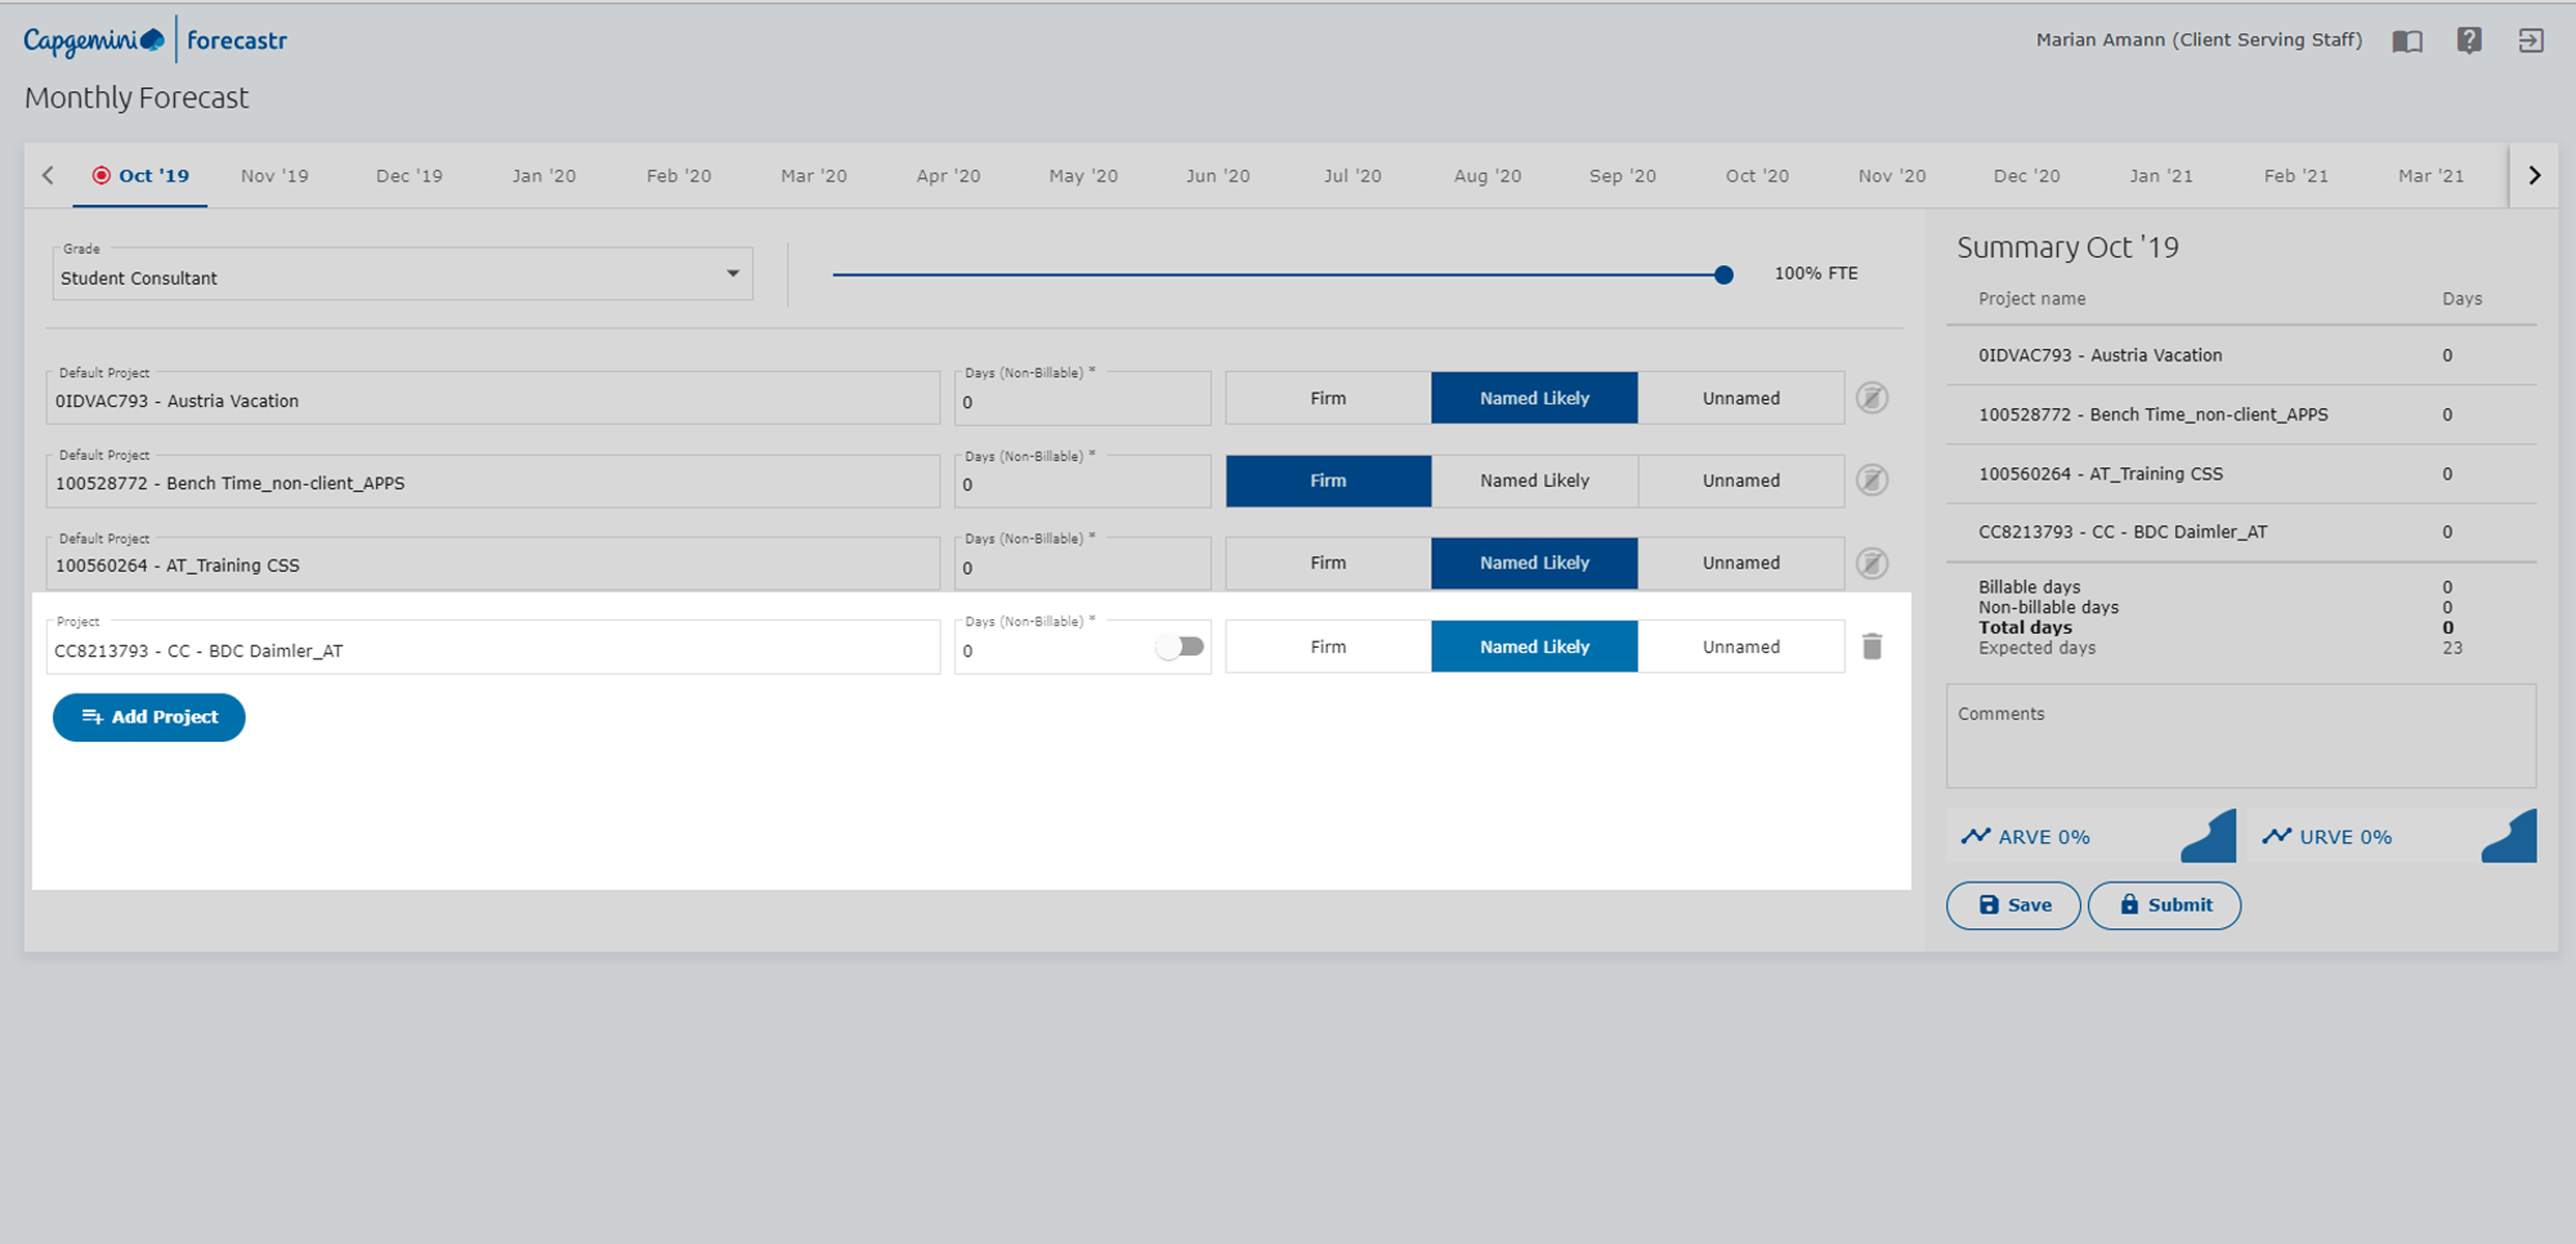 Capgemini | forecastr
Marian Amann (Client Serving Staff)
Monthly Forecast
Oct '19 Nov '19 Dec '19 Jan '20 Feb '20 Mar '20 Apr '20 May '20 Jun '20 Jul '20 Aug '20 Sep '20 Oct '20 Nov '20 Dec '20 Jan '21 Feb '21 Mar '21
Grade
Student Consultant
100% FTE
Default Project
0IDVAC793 - Austria Vacation
Days (Non-Billable) *
0
Firm Named Likely Unnamed
Default Project
100528772 - Bench Time_non-client_APPS
Days (Non-Billable) *
0
Firm Named Likely Unnamed
Default Project
100560264 - AT_Training CSS
Days (Non-Billable) *
0
Firm Named Likely Unnamed
Project
CC8213793 - CC - BDC Daimler_AT
Days (Non-Billable) *
0
Firm Named Likely Unnamed
Add Project
Summary Oct '19
Project name Days
0IDVAC793 - Austria Vacation 0
100528772 - Bench Time_non-client_APPS 0
100560264 - AT_Training CSS 0
CC8213793 - CC - BDC Daimler_AT 0
Billable days 0
Non-billable days 0
Total days 0
Expected days 23
Comments
ARVE 0% URVE 0%
Save Submit